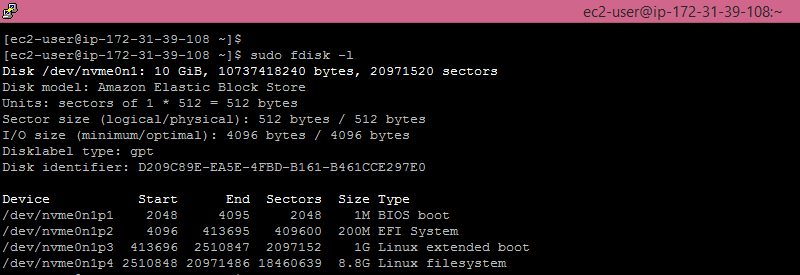 ec2-user@ip-172-31-39-108:~
[ec2-user@ip-172-31-39-108 ~]$
[ec2-user@ip-172-31-39-108 ~]$ sudo fdisk -l
Disk /dev/nvme0n1: 10 GiB, 10737418240 bytes, 20971520 sectors
Disk model: Amazon Elastic Block Store
Units: sectors of 1 * 512 = 512 bytes
Sector size (logical/physical): 512 bytes / 512 bytes
I/O size (minimum/optimal): 4096 bytes / 4096 bytes
Disklabel type: gpt
Disk identifier: D209C89E-EA5E-4FBD-B161-B461CCE297E0
Device Start End Sectors Size Type
/dev/nvme0n1p1 2048 4095 2048 1M BIOS boot
/dev/nvme0n1p2 4096 413695 409600 200M EFI System
/dev/nvme0n1p3 413696 2510847 2097152 1G Linux extended boot
/dev/nvme0n1p4 2510848 20971486 18460639 8.8G Linux filesystem